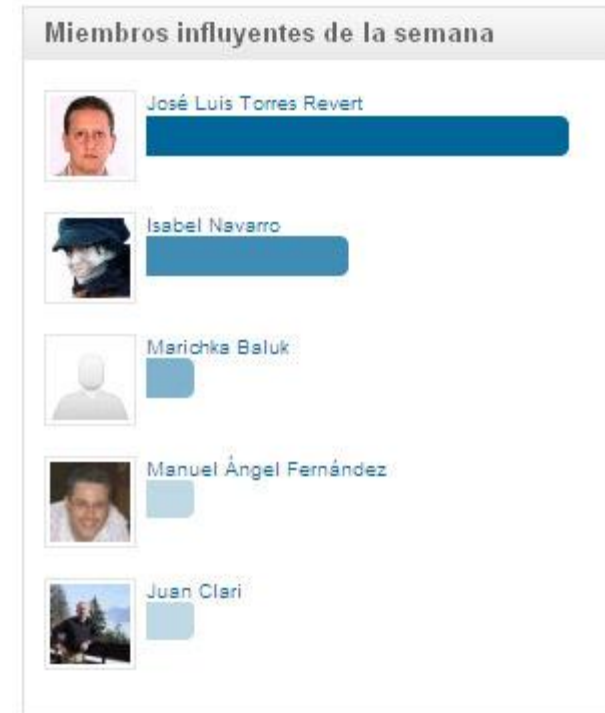 Miembros influyentes de la semana
José Luis Torres Revert
Isabel Navarro
Marichka Baluk
Manuel Ángel Fernández
Juan Clari